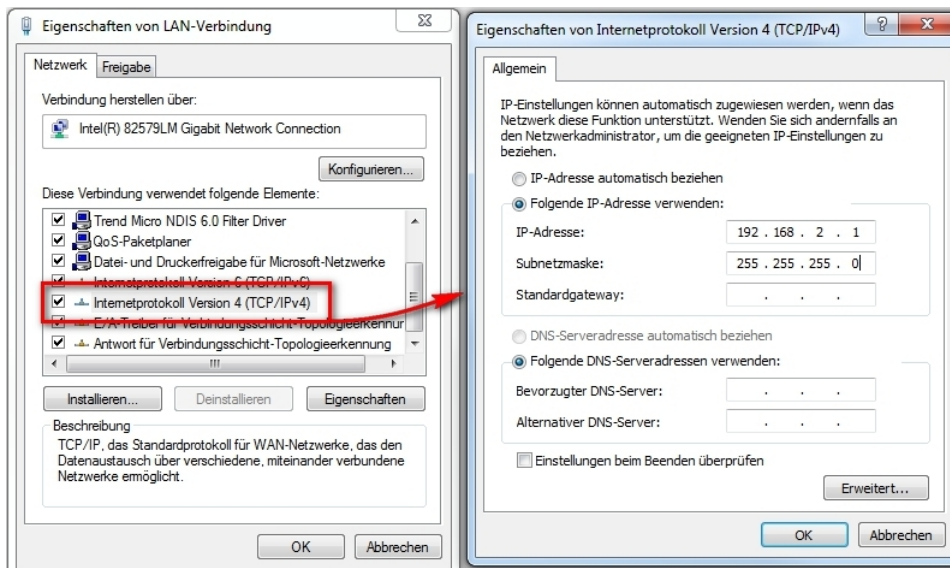 Eigenschaften von LAN-Verbindung
Netzwerk
Freigabe
Verbindung herstellen über:
Intel(R) 82579LM Gigabit Network Connection
Konfigurieren...
Diese Verbindung verwendet folgende Elemente:
Trend Micro NDIS 6.0 Filter Driver
QoS-Paketplaner
Datei- und Druckerfreigabe für Microsoft-Netzwerke
Internetprotokoll Version 6 (TCP/IPv6)
Internetprotokoll Version 4 (TCP/IPv4)
E/A-Treiber für Verbindungsschicht-Topologieerkennur
Antwort für Verbindungsschicht-Topologieerkennung
Installieren...
Deinstallieren
Eigenschaften
Beschreibung
TCP/IP, das Standardprotokoll für WAN-Netzwerke, das den
Datenaustausch über verschiedene, miteinander verbundene
Netzwerke ermöglicht.
OK
Abbrechen
Eigenschaften von Internetprotokoll Version 4 (TCP/IPv4)
?
Allgemein
IP-Einstellungen können automatisch zugewiesen werden, wenn das
Netzwerk diese Funktion unterstützt. Wenden Sie sich andernfalls an
den Netzwerkadministrator, um die geeigneten IP-Einstellungen zu
beziehen.
IP-Adresse automatisch beziehen
Folgende IP-Adresse verwenden:
IP-Adresse: 192 . 168 . 2 . 1
Subnetzmaske: 255 . 255 . 255 . 0
Standardgateway: . . .
DNS-Serveradresse automatisch beziehen
Folgende DNS-Serveradressen verwenden:
Bevorzugter DNS-Server: . . .
Alternativer DNS-Server: . . .
Einstellungen beim Beenden überprüfen
Erweitert...
OK
Abbrechen